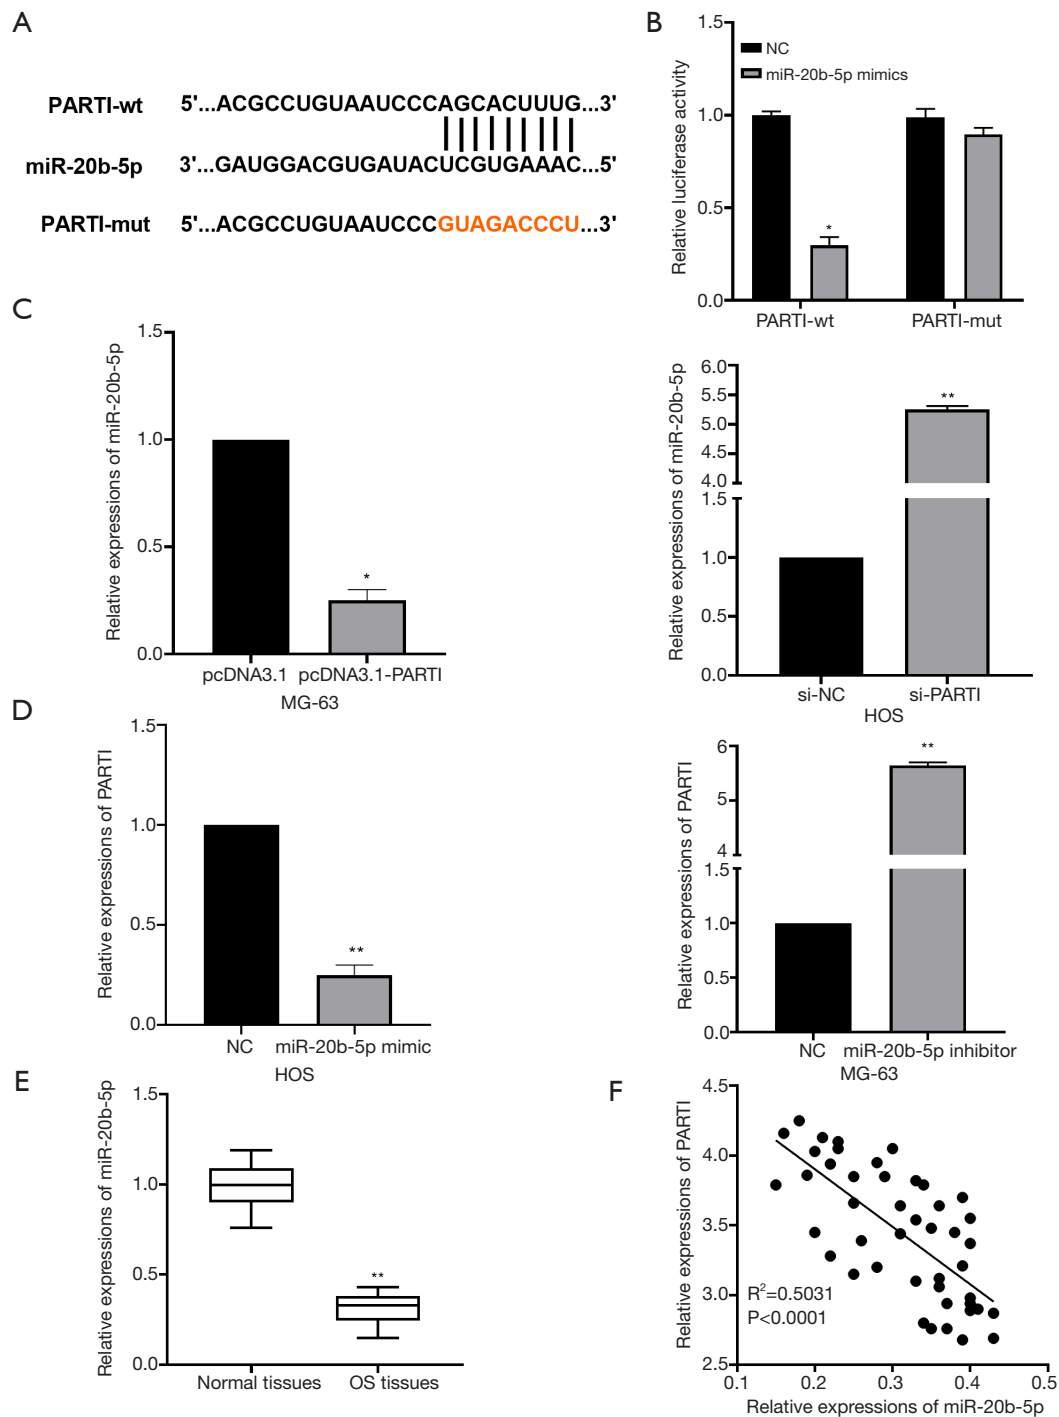 A
PARTI-wt 5'...ACGCCUGUAAUCCCAGCACUUUG...3'
miR-20b-5p 3'...GAUGGACGUGAUACUCGUGAAAC...5'
PARTI-mut 5'...ACGCCUGUAAUCCCGUAGACCCU...3'
B
Relative luciferase activity
1.5
1.0
0.5
0.0
NC
miR-20b-5p mimics
*
PARTI-wt PARTI-mut
C
Relative expressions of miR-20b-5p
1.5
1.0
0.5
0.0
*
pcDNA3.1 pcDNA3.1-PARTI
MG-63
Relative expressions of miR-20b-5p
6.0
5.5
5.0
4.5
4.0
1.5
1.0
0.5
0.0
**
si-NC si-PARTI
HOS
D
Relative expressions of PARTI
1.5
1.0
0.5
0.0
**
NC miR-20b-5p mimic
HOS
Relative expressions of PARTI
6
5
4
1.5
1.0
0.5
0.0
**
NC miR-20b-5p inhibitor
MG-63
E
Relative expressions of miR-20b-5p
1.5
1.0
0.5
0.0
**
Normal tissues OS tissues
F
Relative expressions of PARTI
4.5
4.0
3.5
3.0
2.5
R²=0.5031
P<0.0001
0.1 0.2 0.3 0.4 0.5
Relative expressions of miR-20b-5p